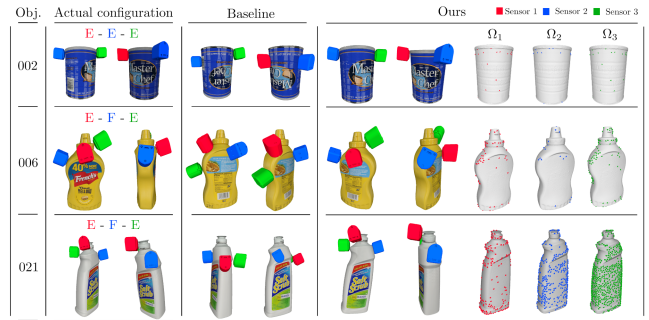 Obj. Actual configuration Baseline Ours Sensor 1 Sensor 2 Sensor 3
Ω1 Ω2 Ω3
E - E - E
002
Master Chef
E - F - E
006
40%
French's
E - F - E
021
Soft Scrub